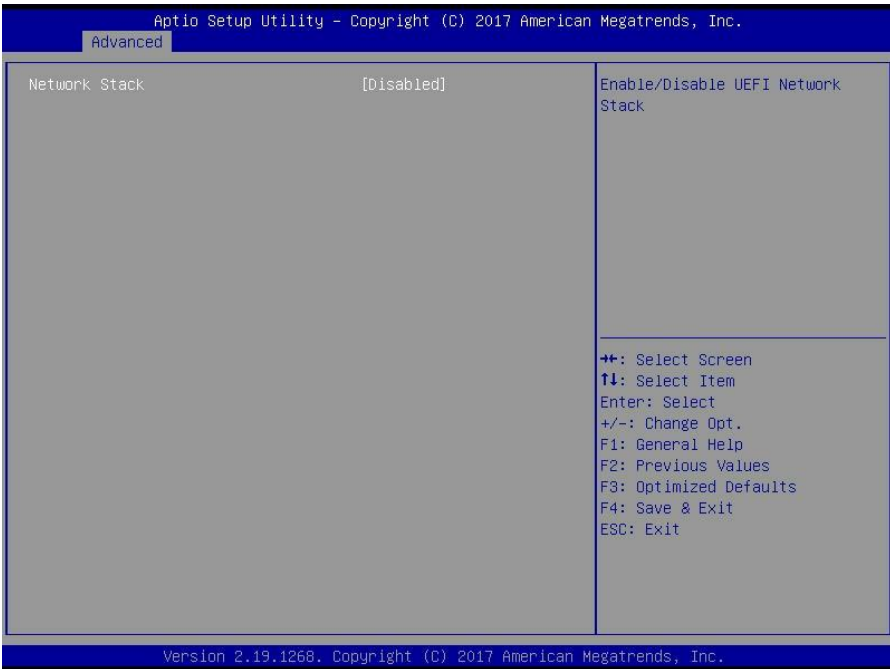 Aptio Setup Utility – Copyright (C) 2017 American Megatrends, Inc.
Advanced
Network Stack [Disabled]
Enable/Disable UEFI Network
Stack
→←: Select Screen
↑↓: Select Item
Enter: Select
+/-: Change Opt.
F1: General Help
F2: Previous Values
F3: Optimized Defaults
F4: Save & Exit
ESC: Exit
Version 2.19.1268. Copyright (C) 2017 American Megatrends, Inc.